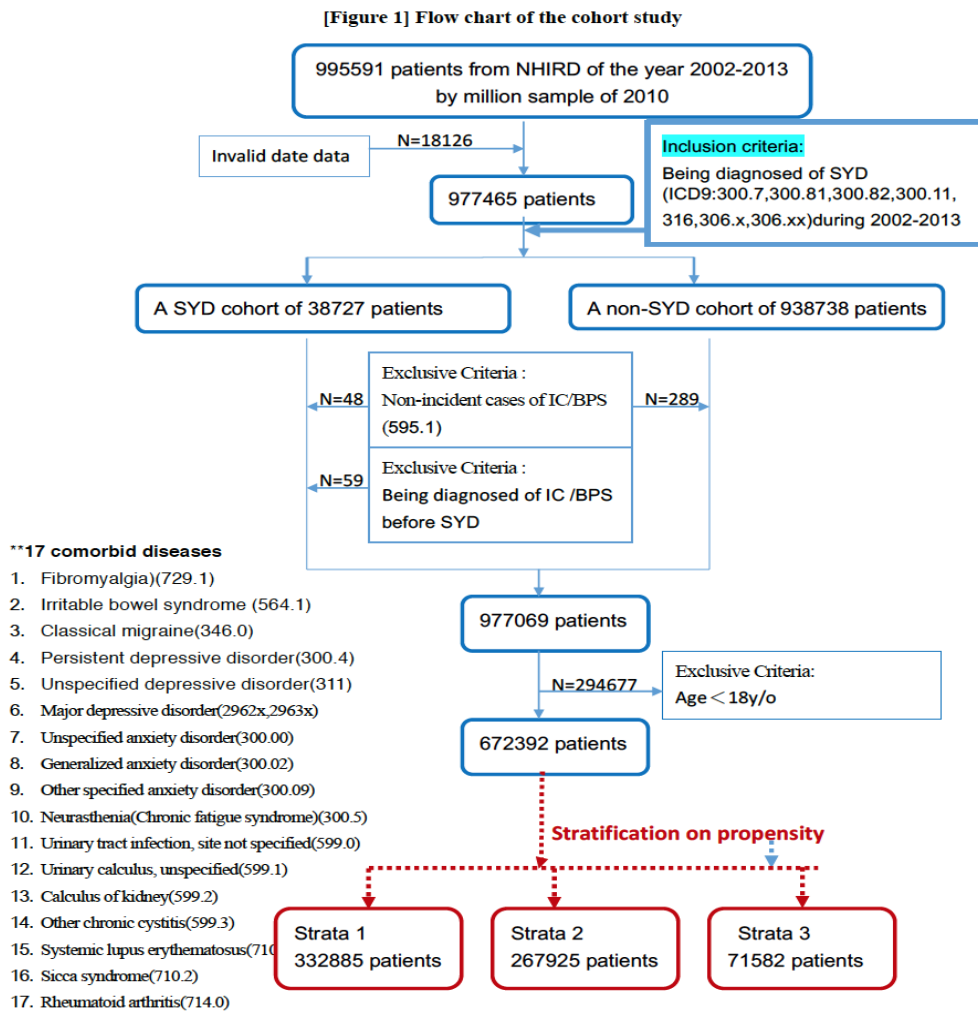 [Figure 1] Flow chart of the cohort study
995591 patients from NHIRD of the year 2002-2013
by million sample of 2010
Invalid date data
N=18126
Inclusion criteria:
Being diagnosed of SYD
(ICD9:300.7,300.81,300.82,300.11,
316,306.x,306.xx)during 2002-2013
977465 patients
A SYD cohort of 38727 patients
A non-SYD cohort of 938738 patients
Exclusive Criteria :
Non-incident cases of IC/BPS
(595.1)
N=48
N=289
Exclusive Criteria :
Being diagnosed of IC /BPS
before SYD
N=59
**17 comorbid diseases
1. Fibromyalgia)(729.1)
2. Irritable bowel syndrome (564.1)
3. Classical migraine(346.0)
4. Persistent depressive disorder(300.4)
5. Unspecified depressive disorder(311)
6. Major depressive disorder(2962x,2963x)
7. Unspecified anxiety disorder(300.00)
8. Generalized anxiety disorder(300.02)
9. Other specified anxiety disorder(300.09)
10. Neurasthenia(Chronic fatigue syndrome)(300.5)
11. Urinary tract infection, site not specified(599.0)
12. Urinary calculus, unspecified(599.1)
13. Calculus of kidney(599.2)
14. Other chronic cystitis(599.3)
15. Systemic lupus erythematosus(710
16. Sicca syndrome(710.2)
17. Rheumatoid arthritis(714.0)
977069 patients
N=294677
Exclusive Criteria:
Age<18y/o
672392 patients
Stratification on propensity
Strata 1
332885 patients
Strata 2
267925 patients
Strata 3
71582 patients